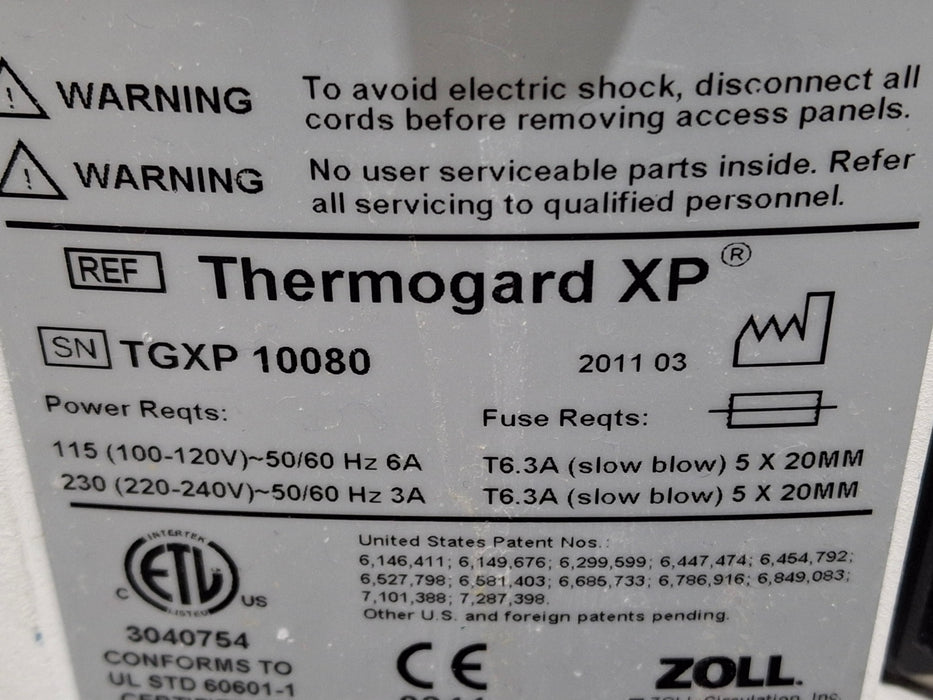 WARNING To avoid electric shock, disconnect all
cords before removing access panels.
WARNING No user serviceable parts inside. Refer
all servicing to qualified personnel.
REF Thermogard XP®
SN TGXP 10080 2011 03
Power Reqts: Fuse Reqts:
115 (100-120V)~50/60 Hz 6A T6.3A (slow blow) 5 X 20MM
230 (220-240V)~50/60 Hz 3A T6.3A (slow blow) 5 X 20MM
United States Patent Nos.:
6,146,411; 6,149,676; 6,299,599; 6,447,474; 6,454,792;
6,527,798; 6,581,403; 6,685,733; 6,786,916; 6,849,083;
7,101,388; 7,287,398.
Other U.S. and foreign patents pending.
INTERTEK
ETL
C US
LISTED
3040754
CONFORMS TO
UL STD 60601-1
CE
ZOLL.
ZOLL Circulation, Inc.